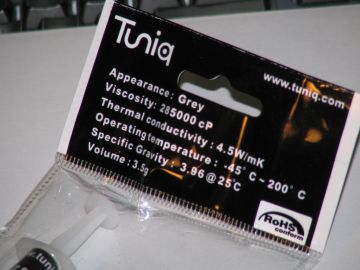 Tuniq
www.tuniq.com
Appearance: Grey
Viscosity: 285000 cP
Thermal conductivity: 4.5W/mK
Operating temperature: -45˚C ~ 200˚ C
Specific Gravity: 3.96 @ 25C
Volume: 3.5g
RoHS
conform
tuniq